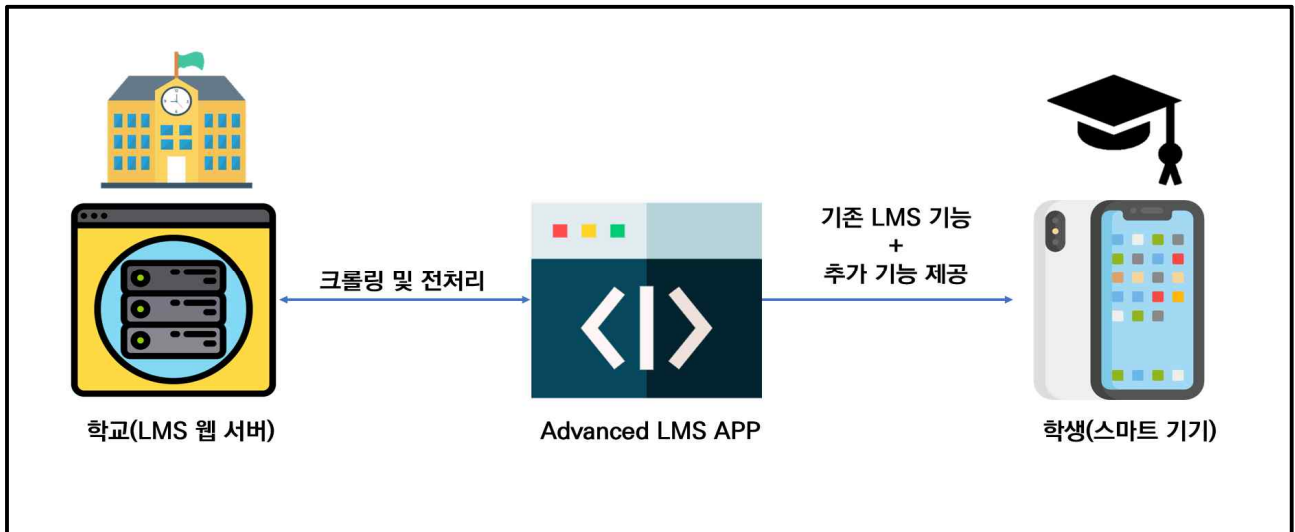 크롤링 및 전처리
기존 LMS 기능
+
추가 기능 제공
학교(LMS 웹 서버)
Advanced LMS APP
학생(스마트 기기)